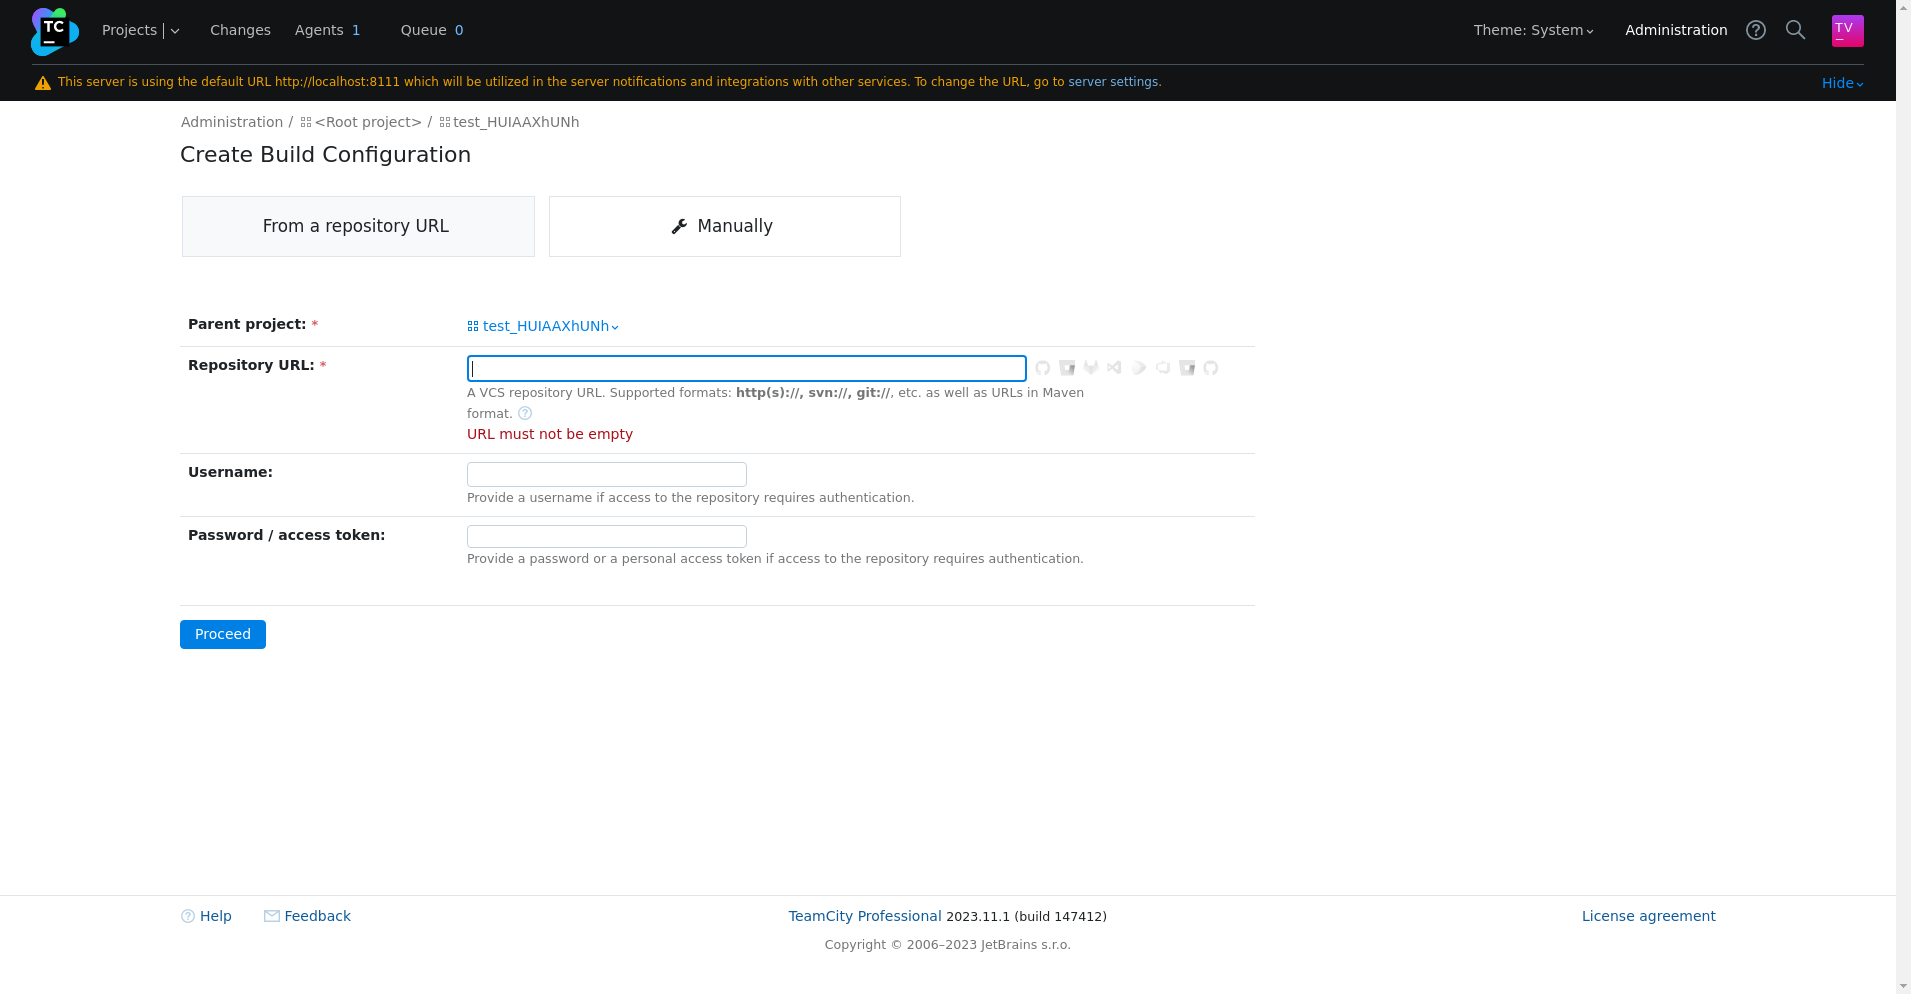 TC
Projects
Changes
Agents 1
Queue 0
Theme: System
Administration
TV
This server is using the default URL http://localhost:8111 which will be utilized in the server notifications and integrations with other services. To change the URL, go to server settings.
Hide
Administration / <Root project> / test_HUIAAXhUNh
Create Build Configuration
From a repository URL
Manually
Parent project: *
test_HUIAAXhUNh
Repository URL: *
A VCS repository URL. Supported formats: http(s)://, svn://, git://, etc. as well as URLs in Maven
format.
URL must not be empty
Username:
Provide a username if access to the repository requires authentication.
Password / access token:
Provide a password or a personal access token if access to the repository requires authentication.
Proceed
Help
Feedback
TeamCity Professional 2023.11.1 (build 147412)
License agreement
Copyright © 2006–2023 JetBrains s.r.o.